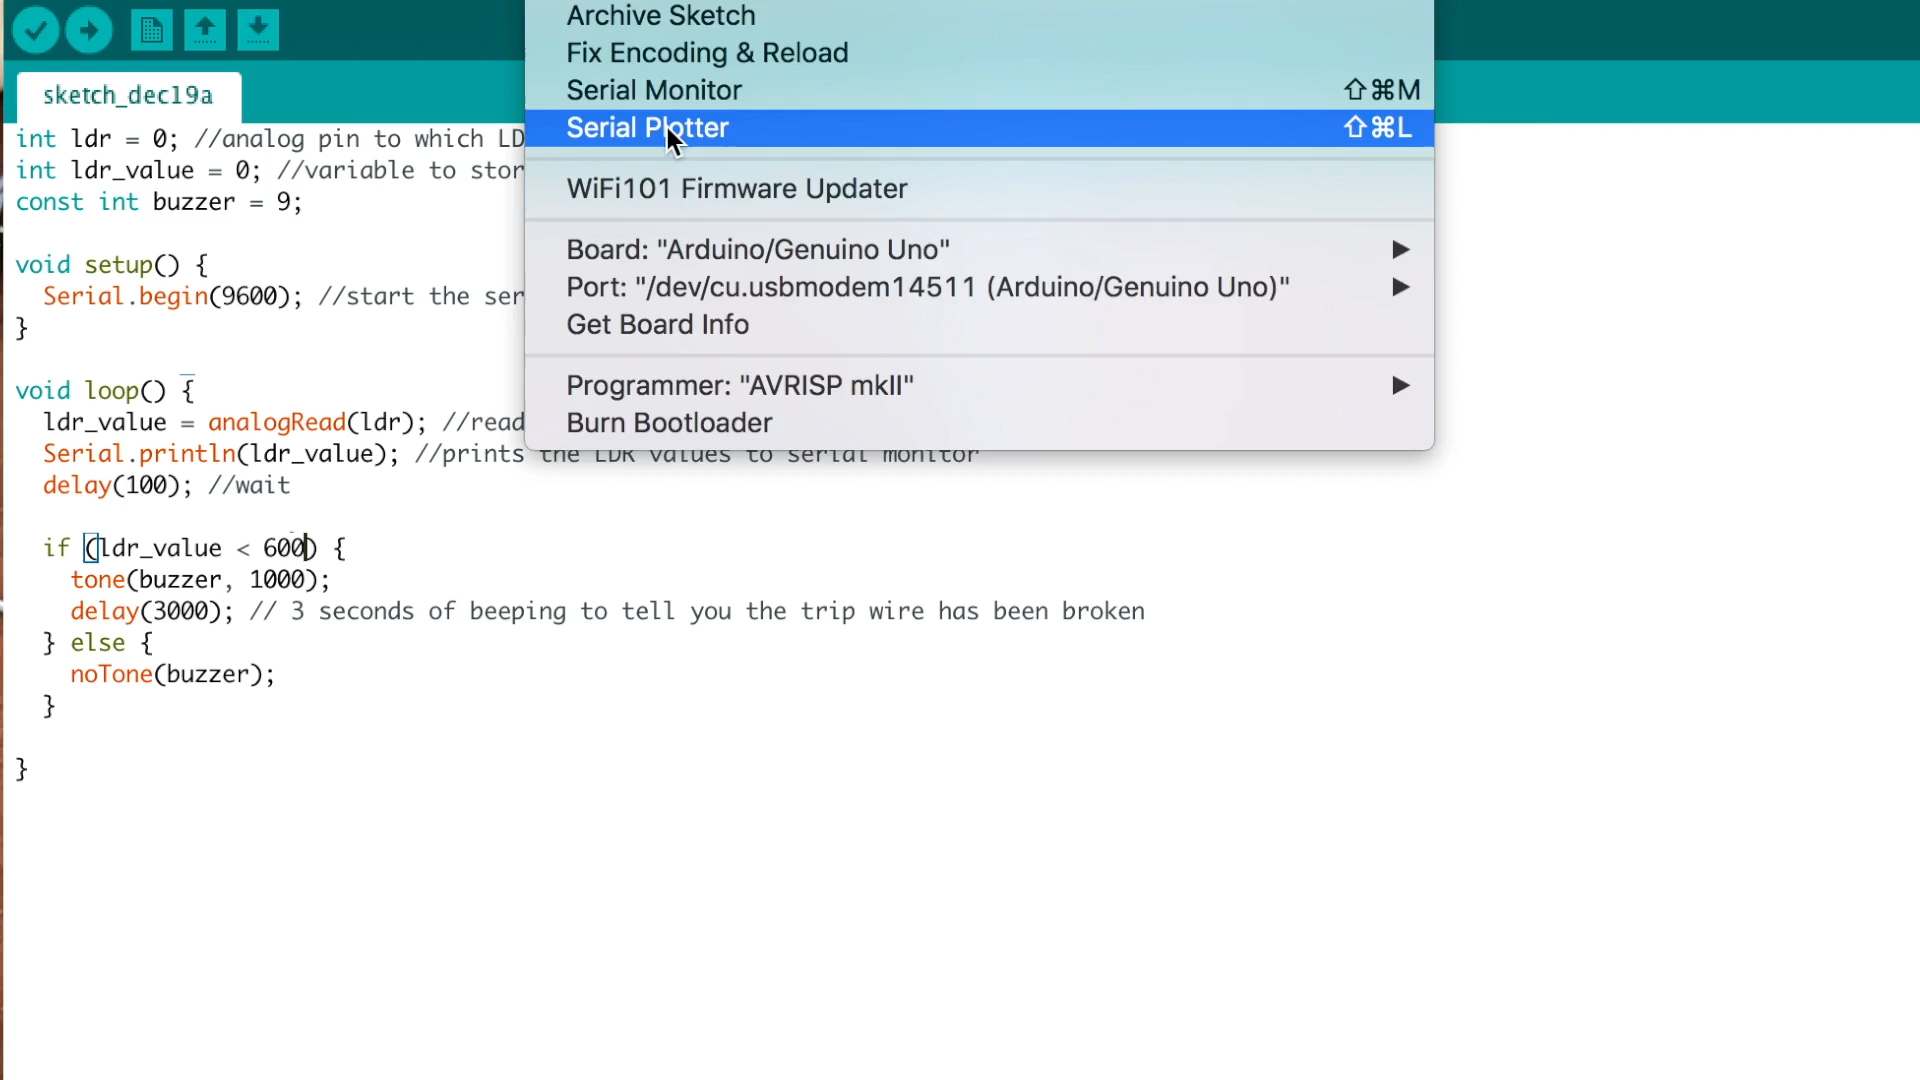 Archive Sketch
Fix Encoding & Reload
Serial Monitor ⇧⌘M
Serial Plotter ⇧⌘L
WiFi101 Firmware Updater
Board: "Arduino/Genuino Uno"
Port: "/dev/cu.usbmodem14511 (Arduino/Genuino Uno)"
Get Board Info
Programmer: "AVRISP mkII"
Burn Bootloader
sketch_dec19a
int ldr = 0; //analog pin to which LD
int ldr_value = 0; //variable to stor
const int buzzer = 9;
void setup() {
Serial.begin(9600); //start the ser
}
void loop() {
ldr_value = analogRead(ldr); //read
Serial.println(ldr_value); //prints the LDR values to serial monitor
delay(100); //wait
if (ldr_value < 600) {
tone(buzzer, 1000);
delay(3000); // 3 seconds of beeping to tell you the trip wire has been broken
} else {
noTone(buzzer);
}
}